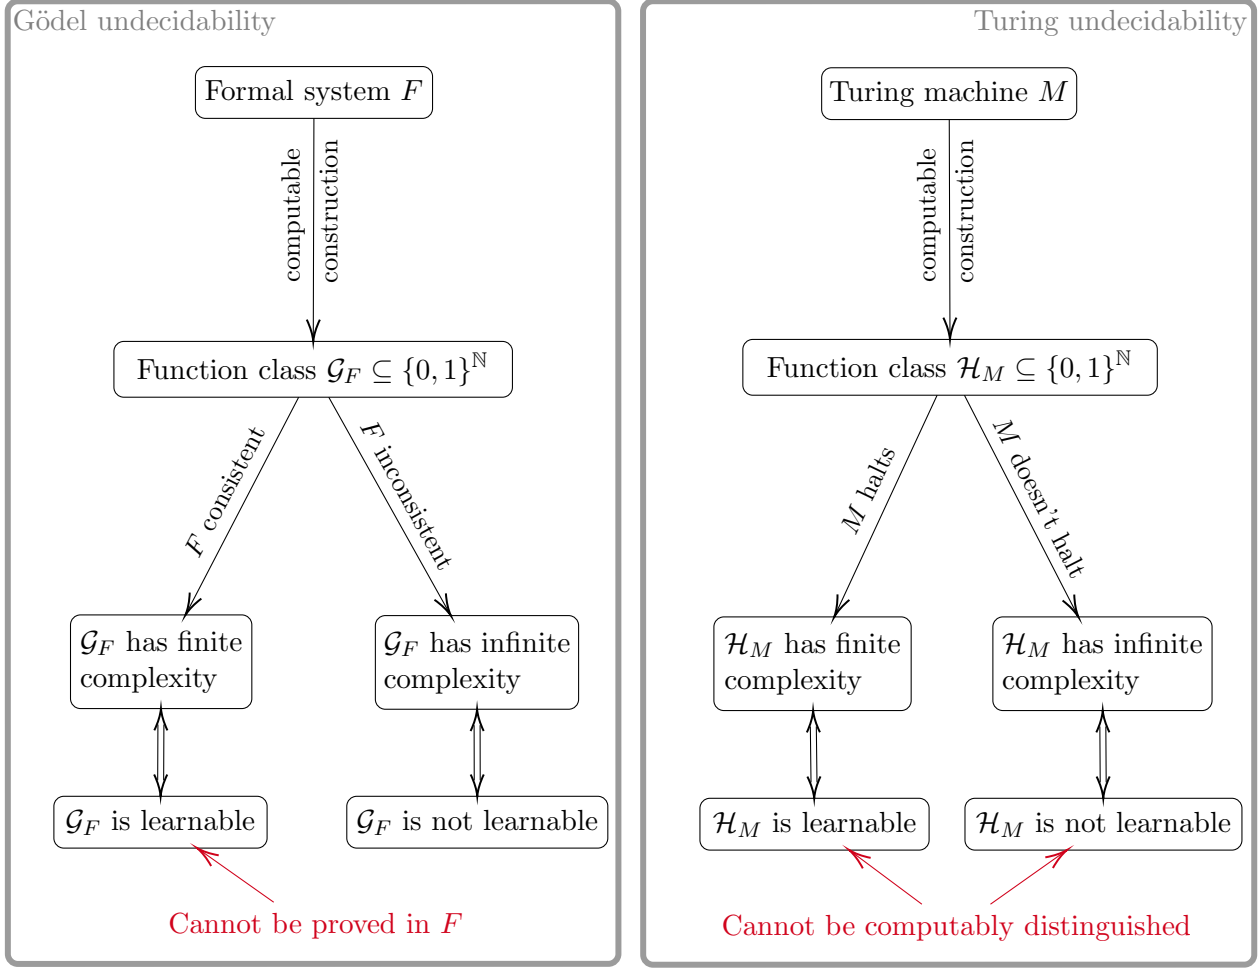 Gödel undecidability
Formal system F
computable
construction
Function class 𝒢_F ⊆ {0, 1}^ℕ
F consistent
F inconsistent
𝒢_F has finite
complexity
𝒢_F has infinite
complexity
𝒢_F is learnable
𝒢_F is not learnable
Cannot be proved in F
Turing undecidability
Turing machine M
computable
construction
Function class ℋ_M ⊆ {0, 1}^ℕ
M halts
M doesn't halt
ℋ_M has finite
complexity
ℋ_M has infinite
complexity
ℋ_M is learnable
ℋ_M is not learnable
Cannot be computably distinguished